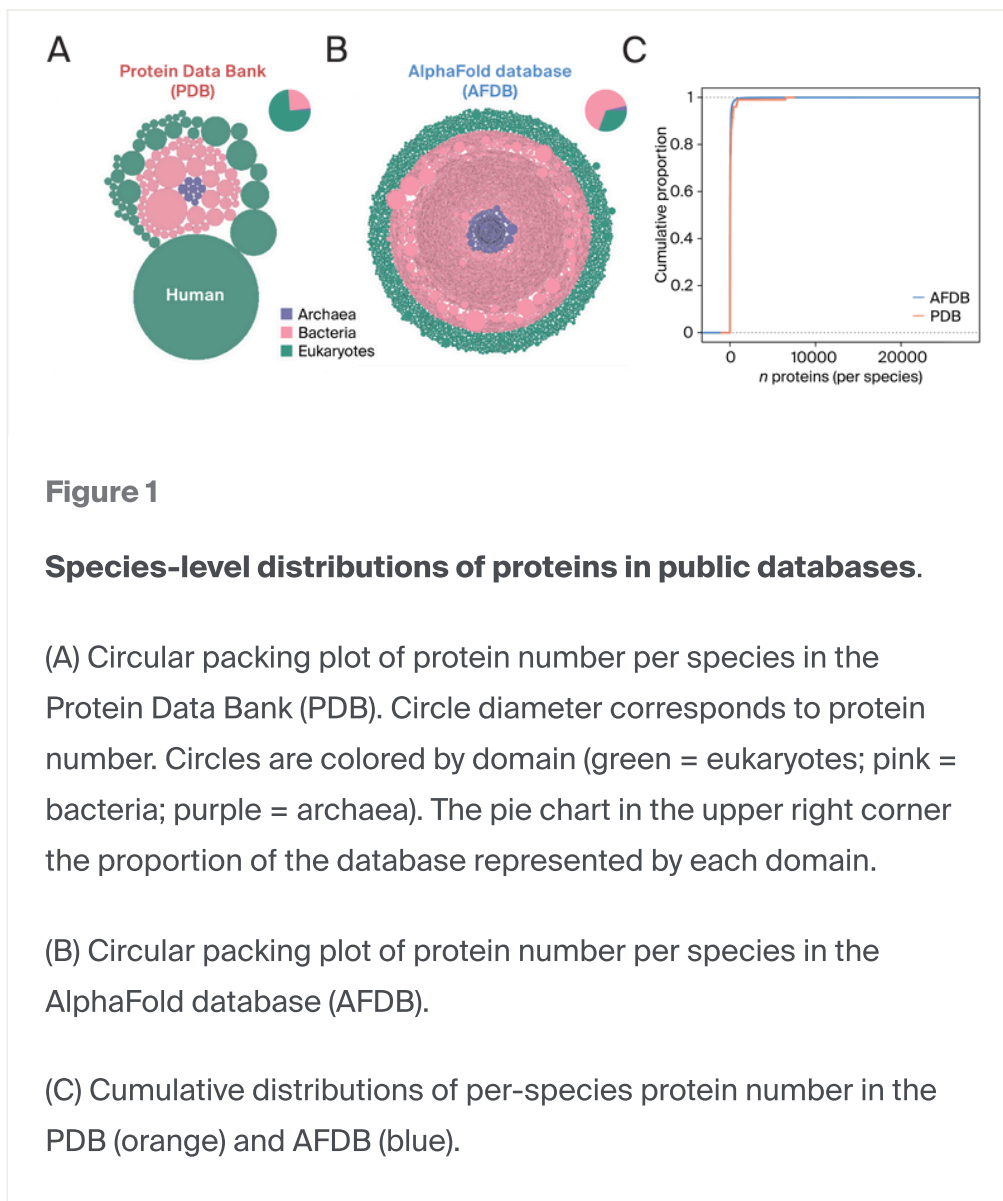 A
B
C
Protein Data Bank
(PDB)
AlphaFold database
(AFDB)
Human
Archaea
Bacteria
Eukaryotes
Cumulative proportion
1
0.8
0.6
0.4
0.2
0
AFDB
PDB
0
10000
20000
n proteins (per species)
Figure 1
Species-level distributions of proteins in public databases.
(A) Circular packing plot of protein number per species in the
Protein Data Bank (PDB). Circle diameter corresponds to protein
number. Circles are colored by domain (green = eukaryotes; pink =
bacteria; purple = archaea). The pie chart in the upper right corner
the proportion of the database represented by each domain.
(B) Circular packing plot of protein number per species in the
AlphaFold database (AFDB).
(C) Cumulative distributions of per-species protein number in the
PDB (orange) and AFDB (blue).